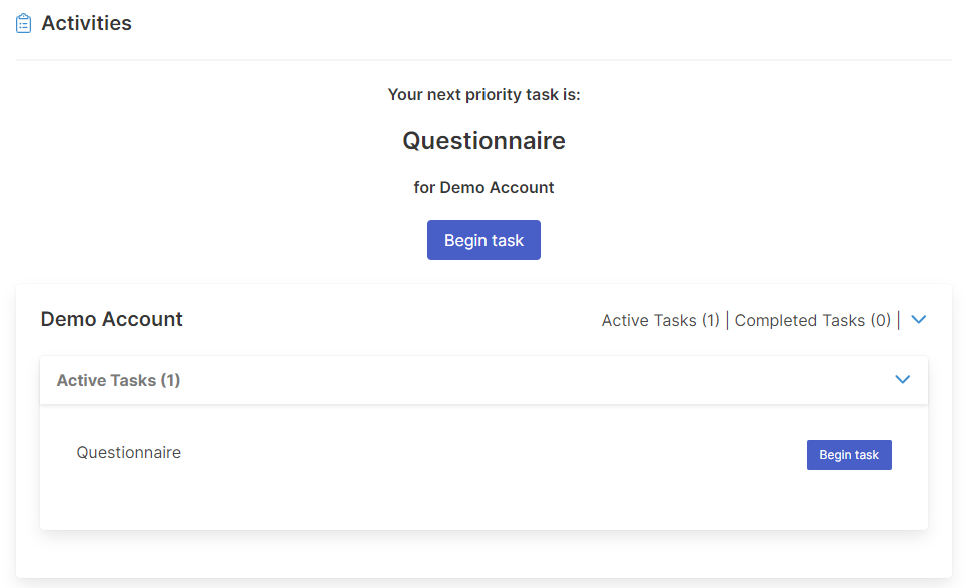 Activities
Your next priority task is:
Questionnaire
for Demo Account
Begin task
Demo Account
Active Tasks (1) | Completed Tasks (0) |
Active Tasks (1)
Questionnaire
Begin task